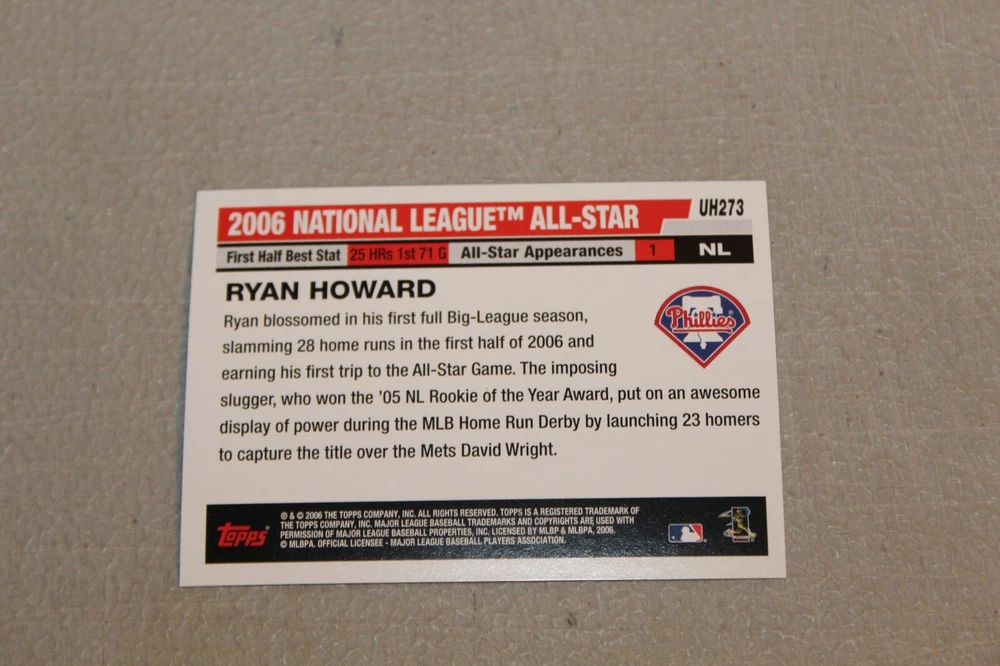 2006 NATIONAL LEAGUE™ ALL-STAR UH273
First Half Best Stat 25 HRs 1st 71 G All-Star Appearances 1 NL
RYAN HOWARD
Phillies
Ryan blossomed in his first full Big-League season,
slamming 28 home runs in the first half of 2006 and
earning his first trip to the All-Star Game. The imposing
slugger, who won the '05 NL Rookie of the Year Award, put on an awesome
display of power during the MLB Home Run Derby by launching 23 homers
to capture the title over the Mets David Wright.
Topps®
® & © 2006 THE TOPPS COMPANY, INC. ALL RIGHTS RESERVED. TOPPS IS A REGISTERED TRADEMARK OF
THE TOPPS COMPANY, INC. MAJOR LEAGUE BASEBALL TRADEMARKS AND COPYRIGHTS ARE USED WITH
PERMISSION OF MAJOR LEAGUE BASEBALL PROPERTIES, INC. LICENSED BY MLBP & MLBPA, 2006.
© MLBPA. OFFICIAL LICENSEE - MAJOR LEAGUE BASEBALL PLAYERS ASSOCIATION.